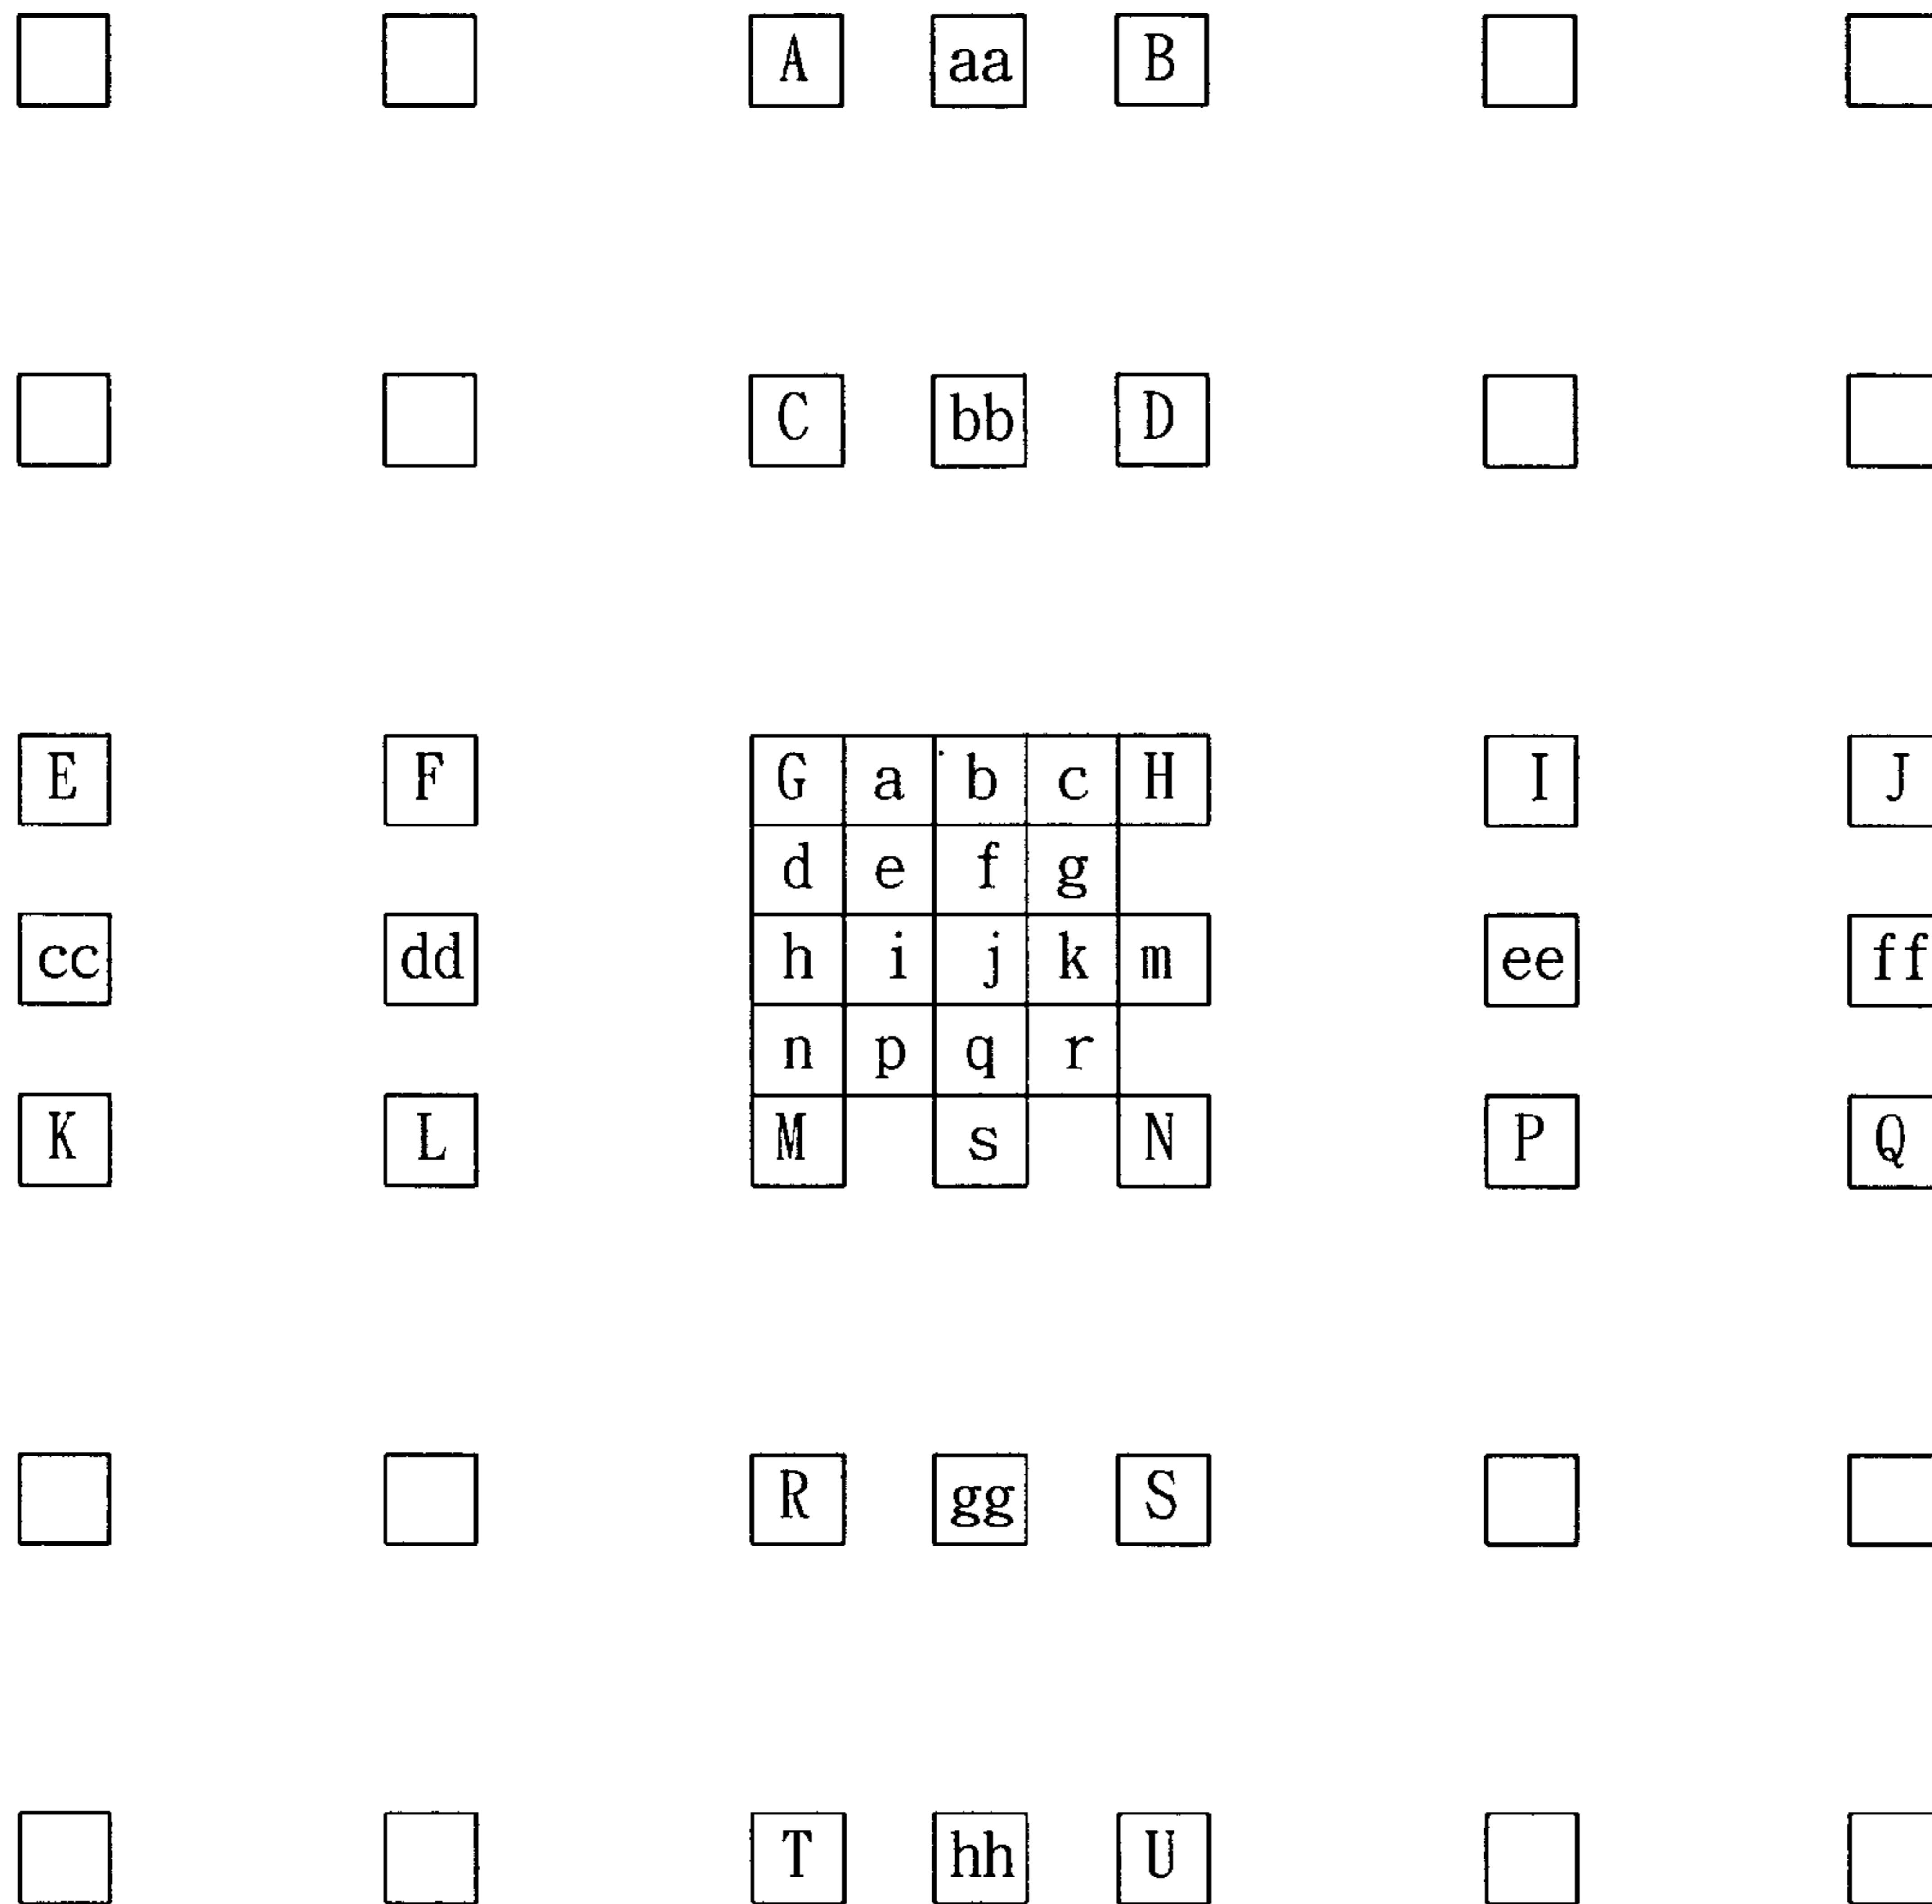 A aa B
C bb D
E F G a b c H I J
d e f g
cc dd h i j k m ee ff
n p q r
K L M s N P Q
R gg S
T hh U